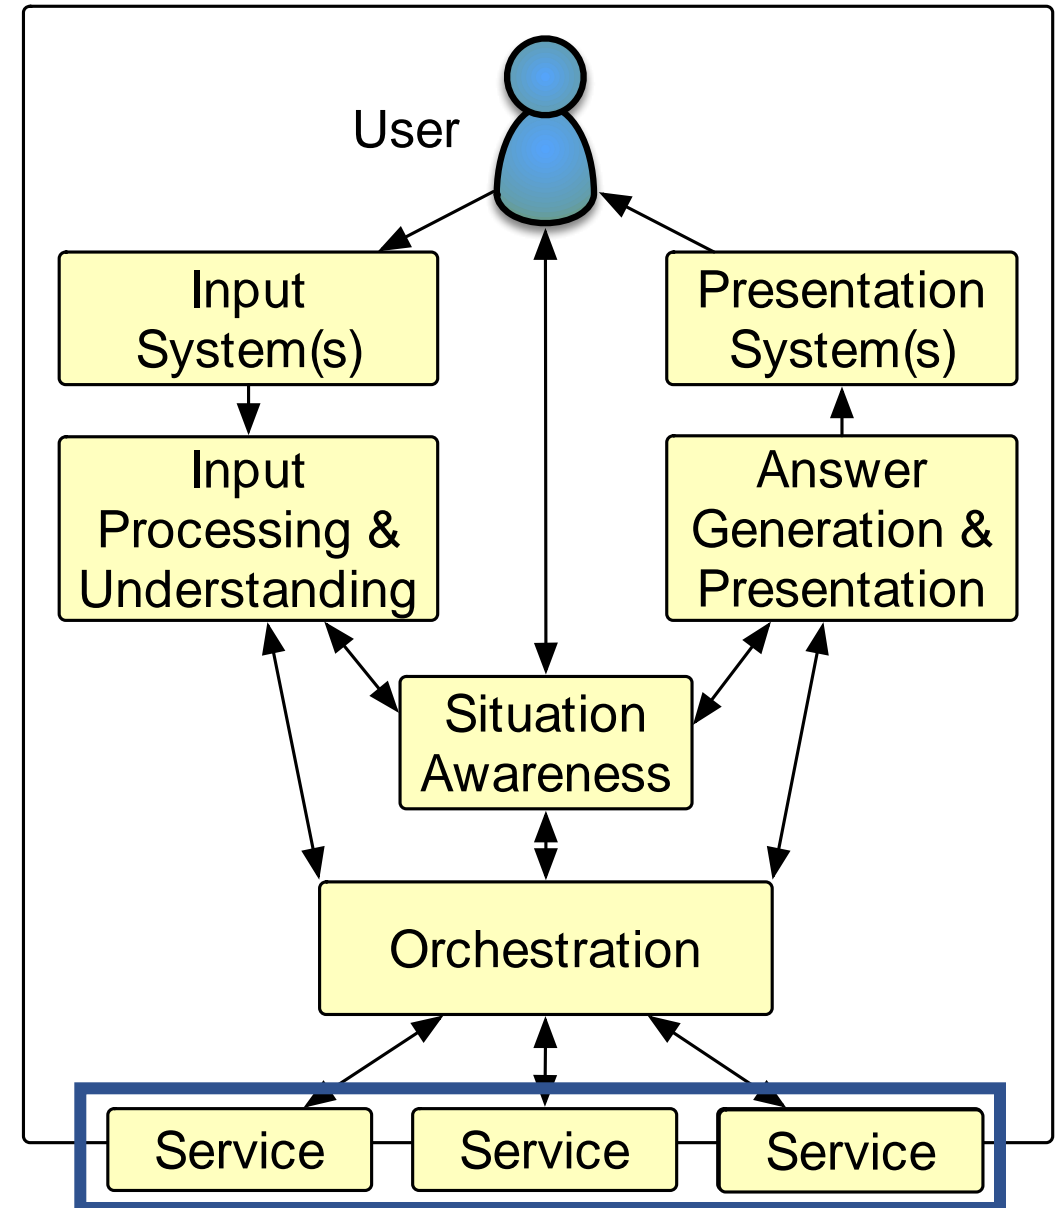 User
Input
System(s)
Presentation
System(s)
Input
Processing &
Understanding
Answer
Generation &
Presentation
Situation
Awareness
Orchestration
Service
Service
Service